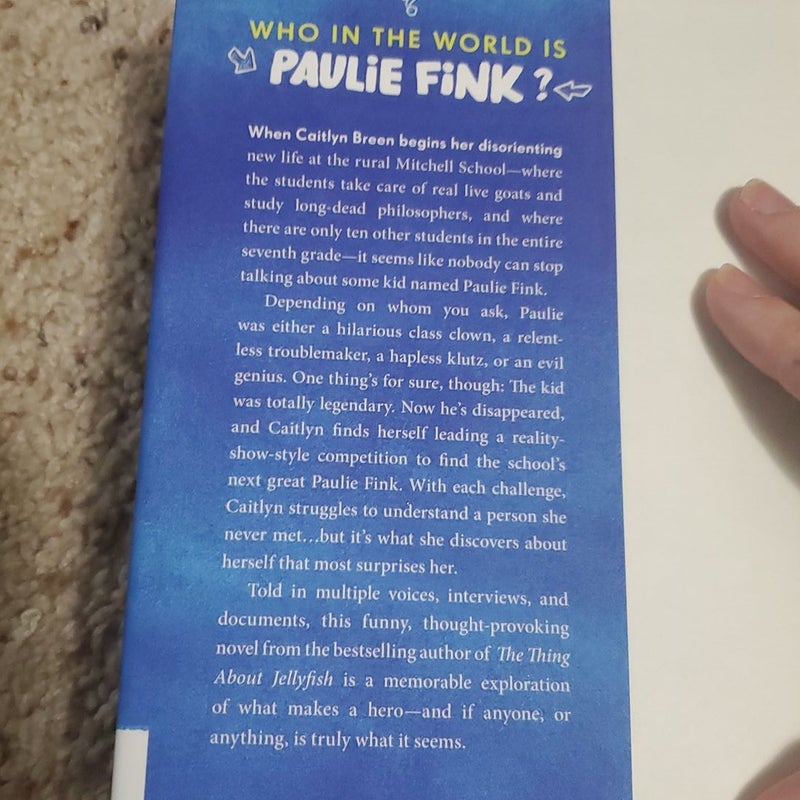 WHO IN THE WORLD IS
PAULiE FiNK?
When Caitlyn Breen begins her disorienting
new life at the rural Mitchell School—where
the students take care of real live goats and
study long-dead philosophers, and where
there are only ten other students in the entire
seventh grade—it seems like nobody can stop
talking about some kid named Paulie Fink.
Depending on whom you ask, Paulie
was either a hilarious class clown, a relent-
less troublemaker, a hapless klutz, or an evil
genius. One thing's for sure, though: The kid
was totally legendary. Now he's disappeared,
and Caitlyn finds herself leading a reality-
show-style competition to find the school's
next great Paulie Fink. With each challenge,
Caitlyn struggles to understand a person she
never met...but it's what she discovers about
herself that most surprises her.
Told in multiple voices, interviews, and
documents, this funny, thought-provoking
novel from the bestselling author of The Thing
About Jellyfish is a memorable exploration
of what makes a hero—and if anyone, or
anything, is truly what it seems.